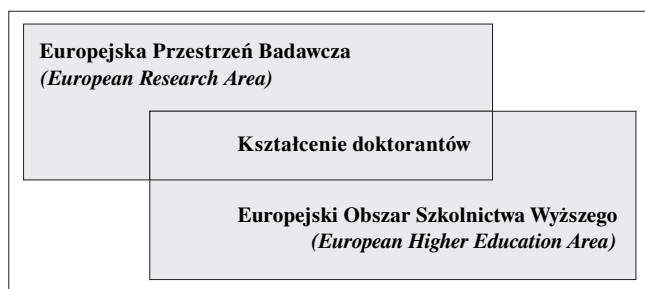 Europejska Przestrzeń Badawcza
(European Research Area)
Kształcenie doktorantów
Europejski Obszar Szkolnictwa Wyższego
(European Higher Education Area)